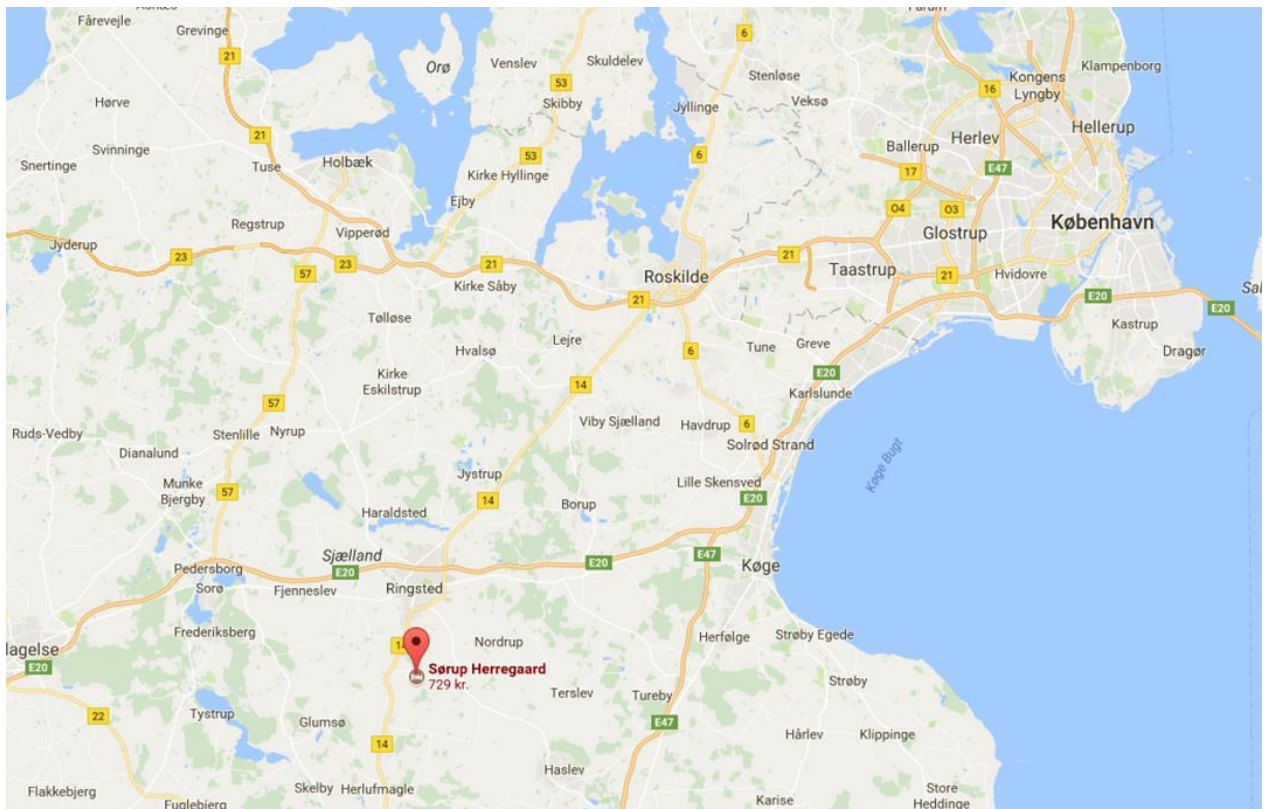 Fårevejle
Grevinge
21
Orø
Venslev
Skuldelev
53
Skibby
6
Stenløse
Veksø
Jyllinge
Farum
16
Kongens
Lyngby
Klampenborg
Hørve
Svinninge
Snertinge
21
Tuse
Holbæk
53
Kirke Hyllinge
Ejby
6
Ballerup
17
Herlev
E47
Hellerup
Regstrup
Vipperød
O4
O3
Glostrup
København
Jyderup
23
57
23
21
Kirke Såby
Roskilde
21
21
Taastrup
21
Hvidovre
E20
Kastrup
E20
Dragør
Tølløse
Hvalsø
Lejre
6
Tune
Greve
E20
Karlslunde
Kirke
Eskilstrup
14
57
Ruds-Vedby
Stenlille
Nyrup
Dianalund
Viby Sjælland
Havdrup
6
Solrød Strand
Køge Bugt
Munke
Bjergby
57
Jystrup
14
Lille Skensved
E20
Haraldsted
Borup
Sjælland
E20
E20
E47
Køge
Pedersborg
Sorø
Fjenneslev
Ringsted
Frederiksberg
14
Nordrup
Herfølge
Strøby Egede
lagelse
E20
Sørup Herregaard
729 kr.
Terslev
Tureby
Strøby
22
Tystrup
Glumsø
14
E47
Hårlev
Klippinge
Flakkebjerg
Fuglebjerg
Skelby
Herlufmagle
Haslev
Karise
Store
Heddinge